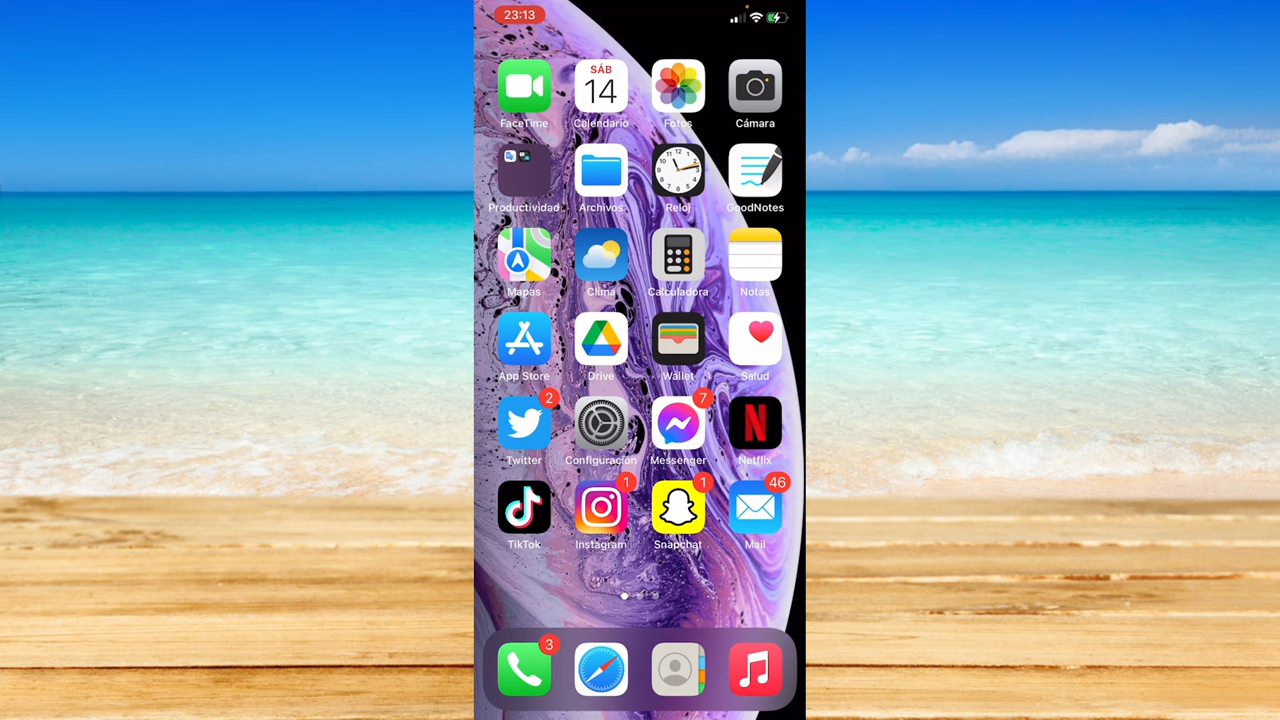 23:13
SÁB
14
FaceTime Calendario Fotos Cámara
Productividad Archivos Reloj GoodNotes
Mapas Clima Calculadora Notas
App Store Drive Wallet Salud
2 7
Twitter Configuración Messenger Netflix
1 1 46
TikTok Instagram Snapchat Mail
3